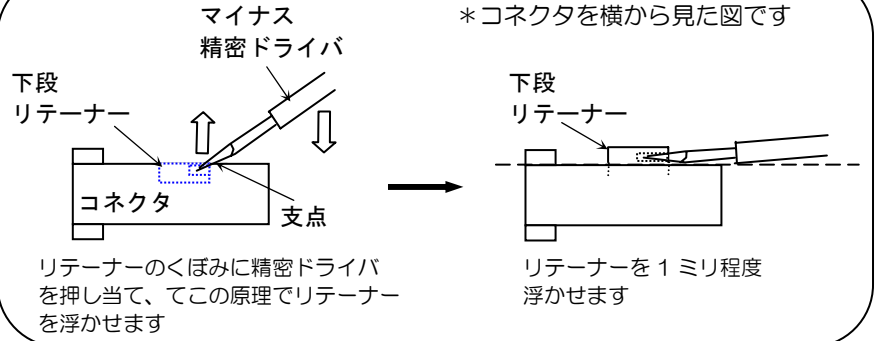 マイナス
精密ドライバ
下段
リテーナー
コネクタ
支点
リテーナーのくぼみに精密ドライバ
を押し当て、てこの原理でリテーナー
を浮かせます
＊コネクタを横から見た図です
下段
リテーナー
リテーナーを 1 ミリ程度
浮かせます